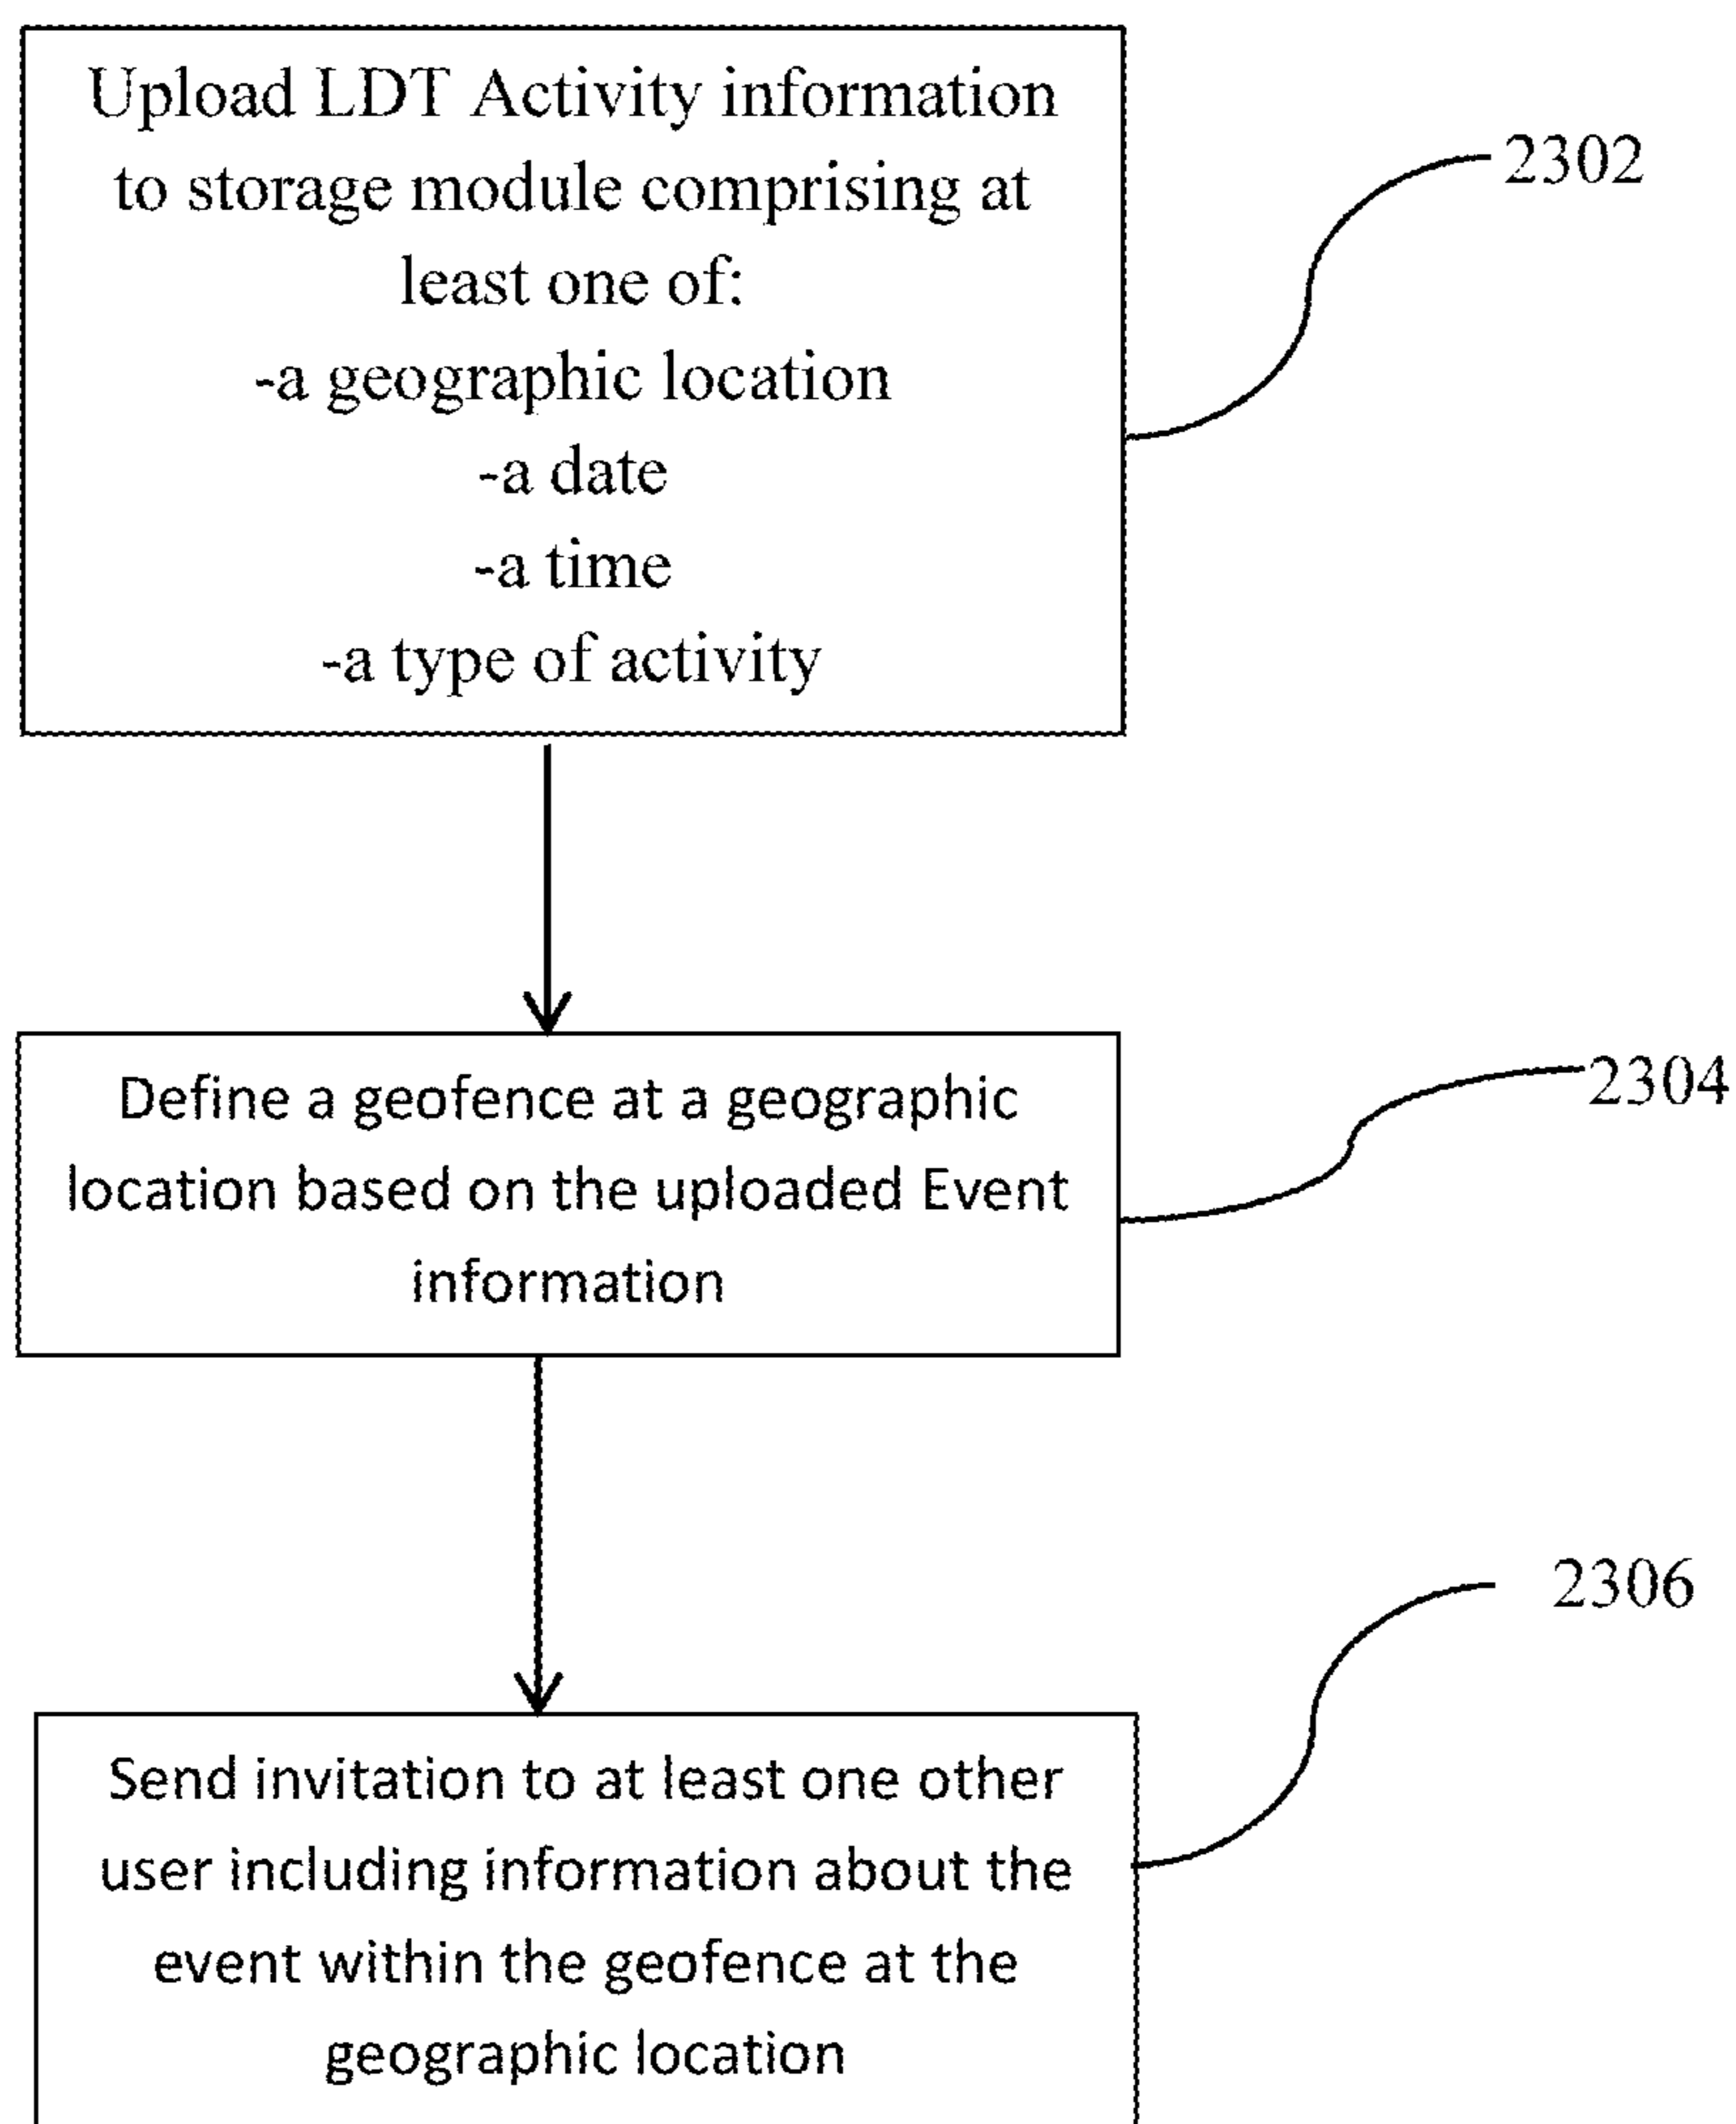 Upload LDT Activity information
to storage module comprising at
least one of:
-a geographic location
-a date
-a time
-a type of activity
2302
Define a geofence at a geographic
location based on the uploaded Event
information
2304
Send invitation to at least one other
user including information about the
event within the geofence at the
geographic location
2306